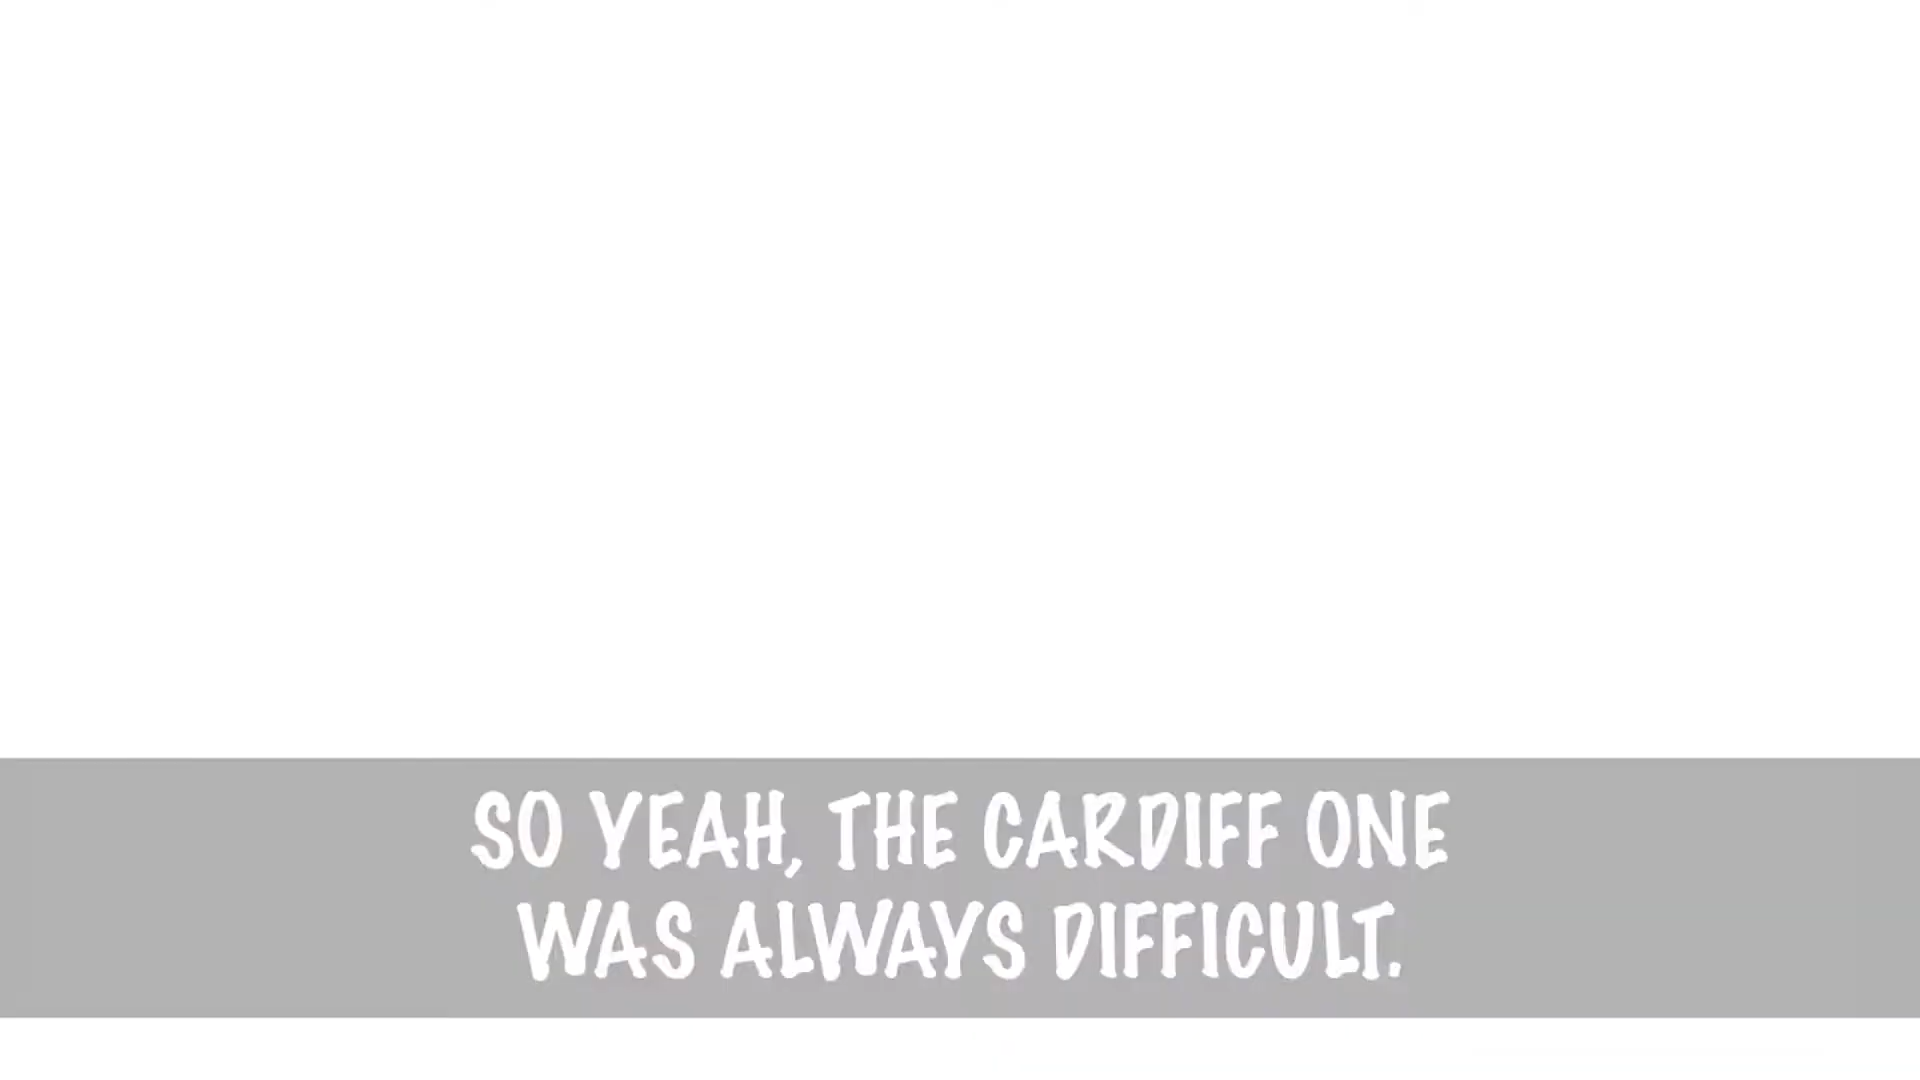 SO YEAH, THE CARDIFF ONE
WAS ALWAYS DIFFICULT.